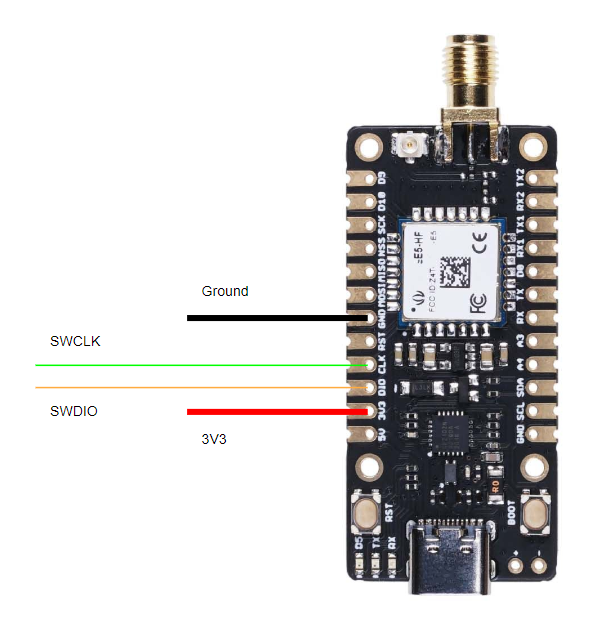 Ground
SWCLK
SWDIO
3V3
D9
D10
SCK
NSS
MISO
MOSI
GND
RST
CLK
DIO
3V3
5V
TX2
RX2
TX1
RX1
D0
TX
RX
A3
A4
SDA
SCL
GND
E5-HF
-E5
FCC ID:Z4T
CE
FC
RST
BOOT
D5
TX
RX
+
-